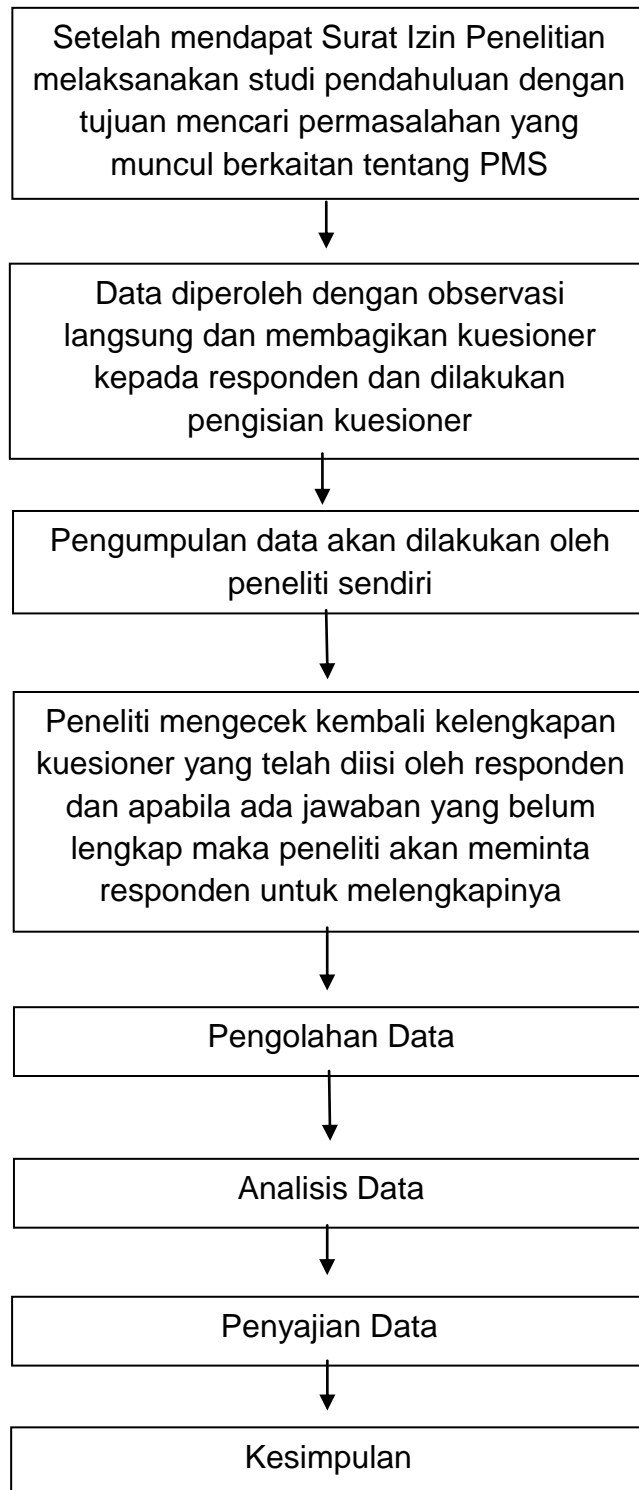 Setelah mendapat Surat Izin Penelitian
melaksanakan studi pendahuluan dengan
tujuan mencari permasalahan yang
muncul berkaitan tentang PMS
Data diperoleh dengan observasi
langsung dan membagikan kuesioner
kepada responden dan dilakukan
pengisian kuesioner
Pengumpulan data akan dilakukan oleh
peneliti sendiri
Peneliti mengecek kembali kelengkapan
kuesioner yang telah diisi oleh responden
dan apabila ada jawaban yang belum
lengkap maka peneliti akan meminta
responden untuk melengkapinya
Pengolahan Data
Analisis Data
Penyajian Data
Kesimpulan